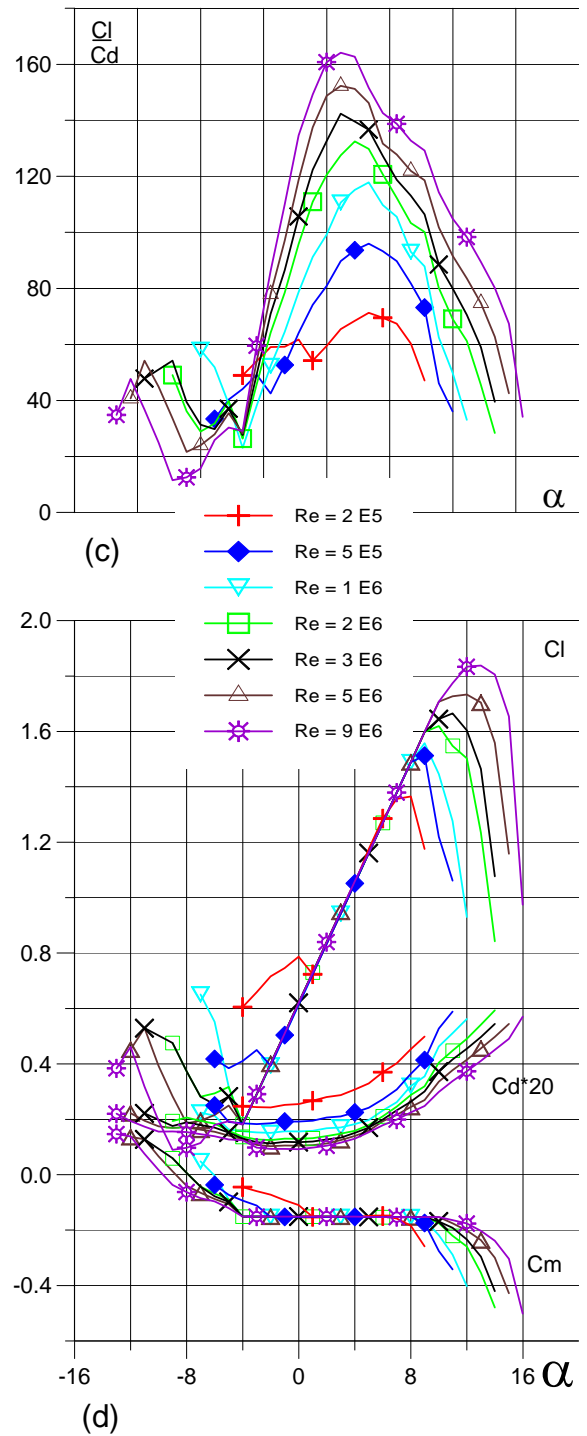 Cl
Cd
160
120
80
40
0
α
(c)
Re = 2 E5
Re = 5 E5
Re = 1 E6
Re = 2 E6
Re = 3 E6
Re = 5 E6
Re = 9 E6
2.0
Cl
1.6
1.2
0.8
0.4
Cd*20
0.0
Cm
-0.4
-16 -8 0 8 α 16
(d)